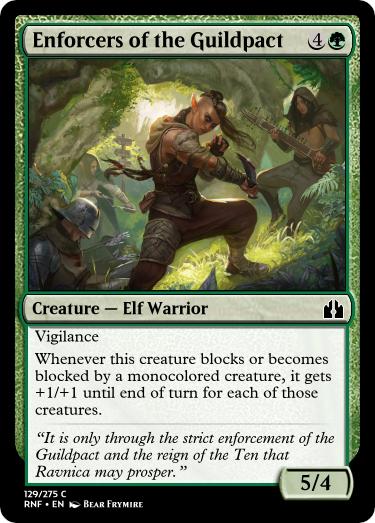 Enforcers of the Guildpact 4
Creature — Elf Warrior
Vigilance
Whenever this creature blocks or becomes
blocked by a monocolored creature, it gets
+1/+1 until end of turn for each of those
creatures.
“It is only through the strict enforcement of the
Guildpact and the reign of the Ten that
Ravnica may prosper.”
5/4
129/275 C
RNF • EN Bear Frymire